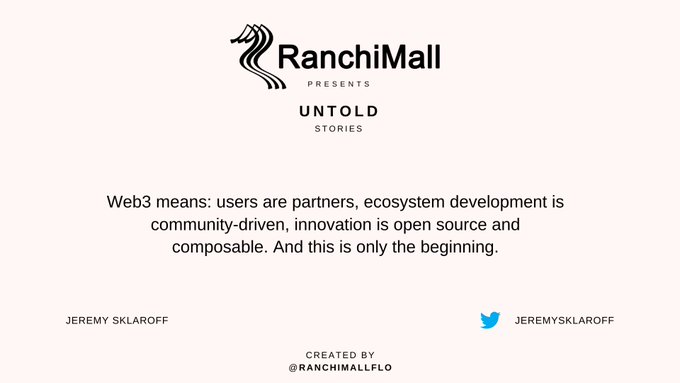 RanchiMall
PRESENTS
UNTOLD
STORIES
Web3 means: users are partners, ecosystem development is
community-driven, innovation is open source and
composable. And this is only the beginning.
JEREMY SKLAROFF
JEREMYSKLAROFF
CREATED BY
@RANCHIMALLFLO